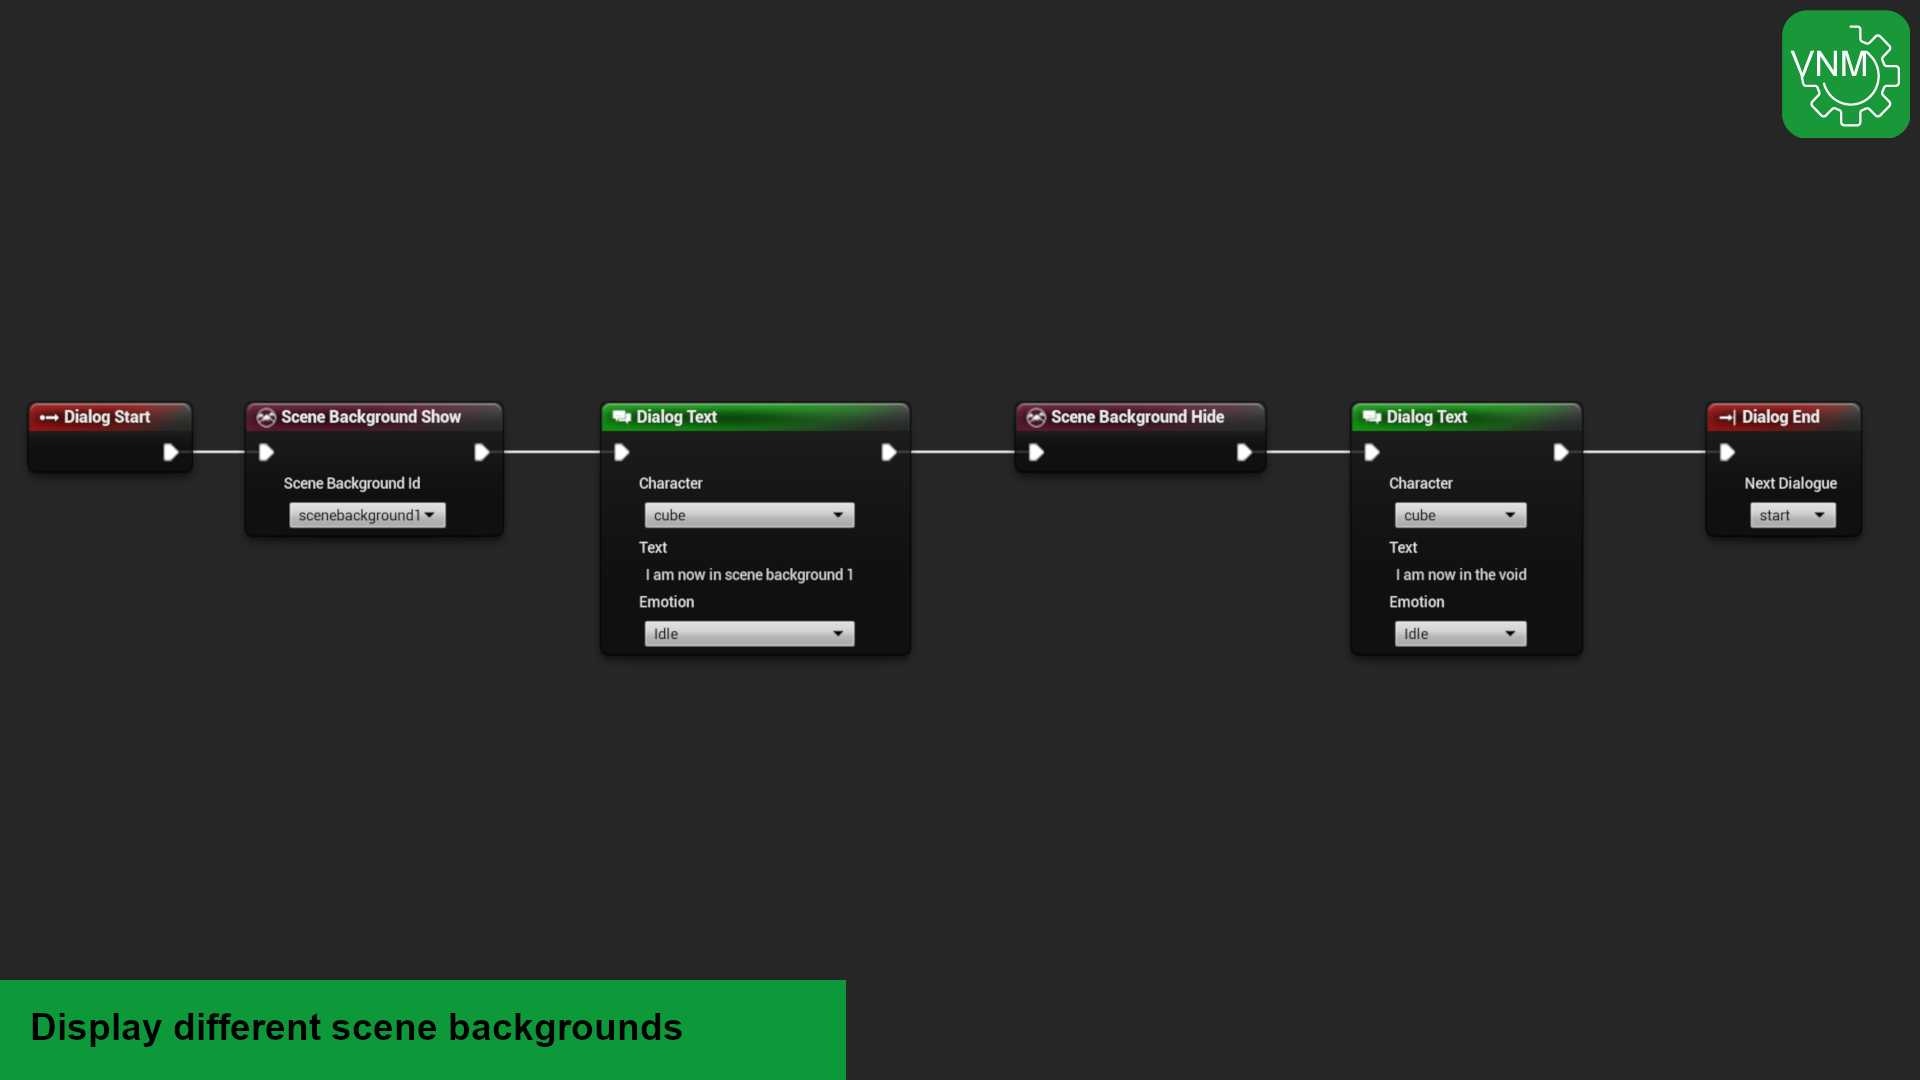 VNM
Dialog Start
Scene Background Show
Scene Background Id
scenebackground1
Dialog Text
Character
cube
Text
I am now in scene background 1
Emotion
Idle
Scene Background Hide
Dialog Text
Character
cube
Text
I am now in the void
Emotion
Idle
Dialog End
Next Dialogue
start
Display different scene backgrounds